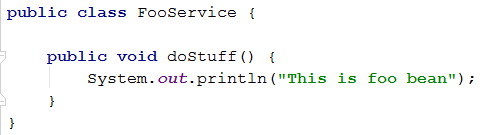 public class FooService {
public void doStuff() {
System.out.println("This is foo bean");
}
}